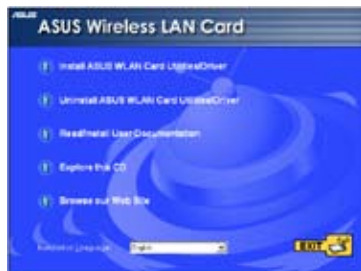 ASUS
ASUS Wireless LAN Card
Install ASUS WLAN Card Utilities/Driver
Uninstall ASUS WLAN Card Utilities/Driver
Read/Install User Documentation
Explore this CD
Browse our Web Site
Language:
English
EXIT